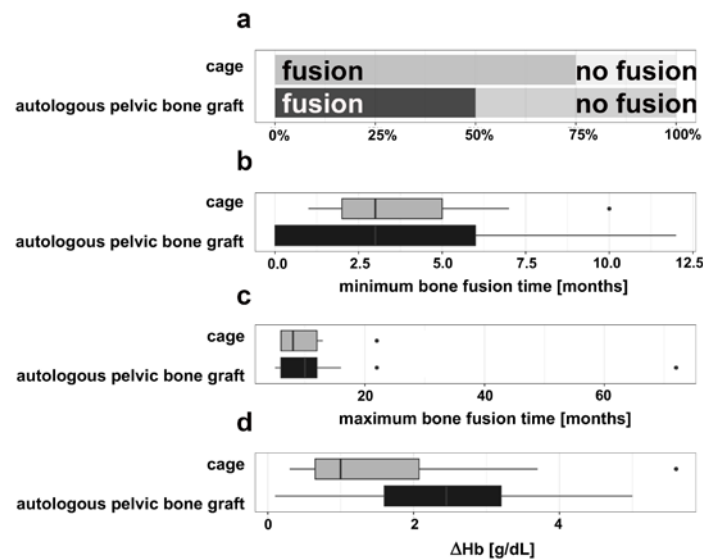 a
cage
fusion no fusion
autologous pelvic bone graft
fusion no fusion
0% 25% 50% 75% 100%
b
cage
autologous pelvic bone graft
0.0 2.5 5.0 7.5 10.0 12.5
minimum bone fusion time [months]
c
cage
autologous pelvic bone graft
20 40 60
maximum bone fusion time [months]
d
cage
autologous pelvic bone graft
0 2 4
ΔHb [g/dL]